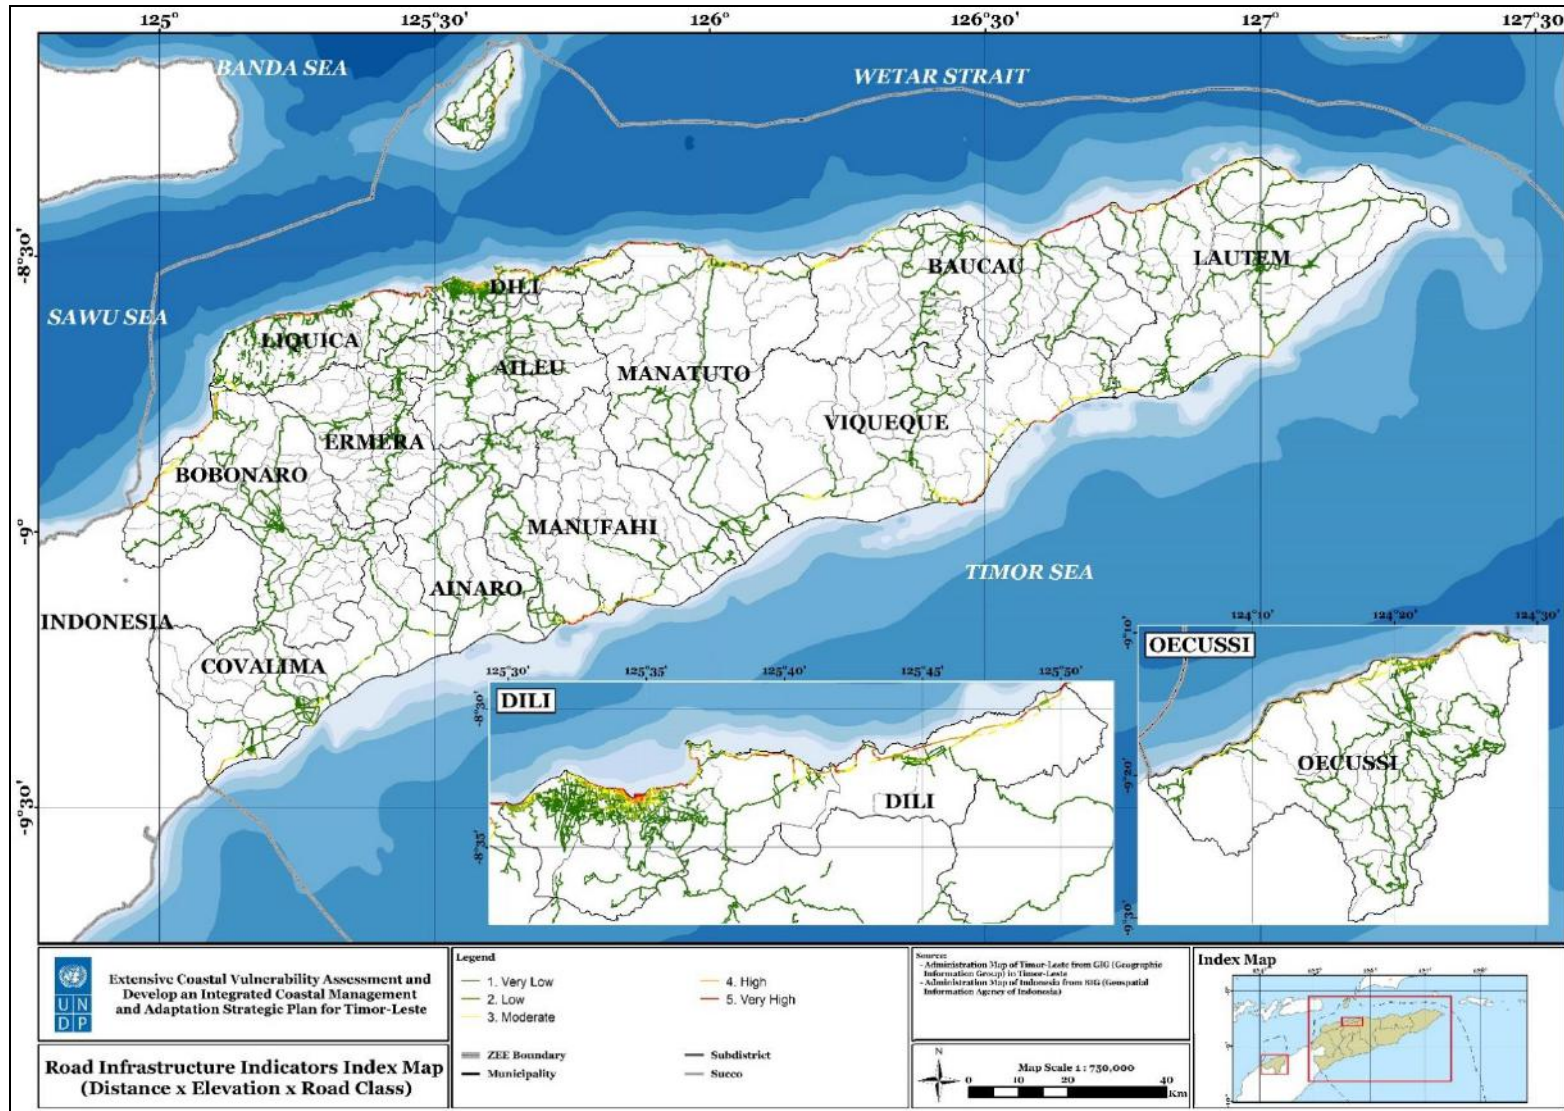 125° 125°30' 126° 126°30' 127° 127°30'
BANDA SEA
WETAR STRAIT
-8°30'
BAUCAU
LAUTEM
DILI
SAWU SEA
LIQUICA
AILEU
MANATUTO
VIQUEQUE
ERMERA
BOBONARO
-9°
MANUFAHI
TIMOR SEA
AINARO
INDONESIA
COVALIMA
-9°30'
125°30' 125°35' 125°40' 125°45' 125°50'
DILI
-8°30'
DILI
-8°35'
124°10' 124°20' 124°30'
-9°10'
OECUSSI
-9°20'
OECUSSI
-9°30'
UN
DP
Extensive Coastal Vulnerability Assessment and
Develop an Integrated Coastal Management
and Adaptation Strategic Plan for Timor-Leste
Road Infrastructure Indicators Index Map
(Distance x Elevation x Road Class)
Legend
1. Very Low
2. Low
3. Moderate
4. High
5. Very High
ZEE Boundary
Municipality
Subdistrict
Succo
Sources:
- Administration Map of Timor-Leste from GIG (Geographic
Information Group) in Timor-Leste
- Administration Map of Indonesia from BIG (Geospatial
Information Agency of Indonesia)
N
Map Scale 1 : 750,000
0 10 20 40
Km
Index Map